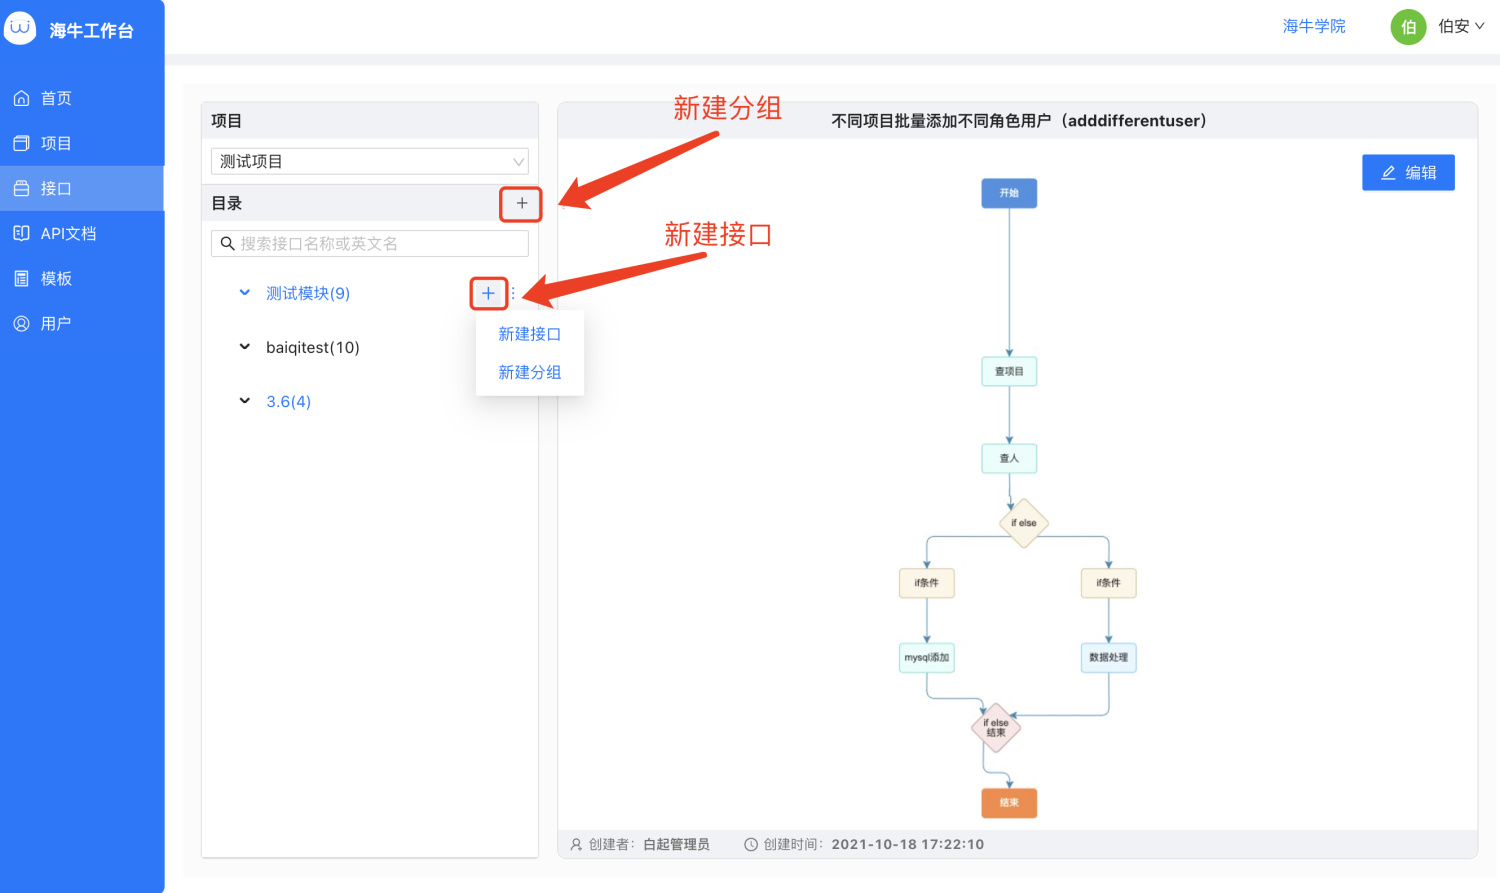 海牛工作台
海牛学院
伯
伯安
首页
项目
接口
API文档
模板
用户
项目
测试项目
目录
搜索接口名称或英文名
测试模块(9)
新建接口
新建分组
baiqitest(10)
3.6(4)
新建分组
新建接口
不同项目批量添加不同角色用户（adddifferentuser）
编辑
开始
查项目
查人
if else
if条件
if条件
mysql添加
数据处理
if else
结束
结束
创建者：白起管理员
创建时间：2021-10-18 17:22:10